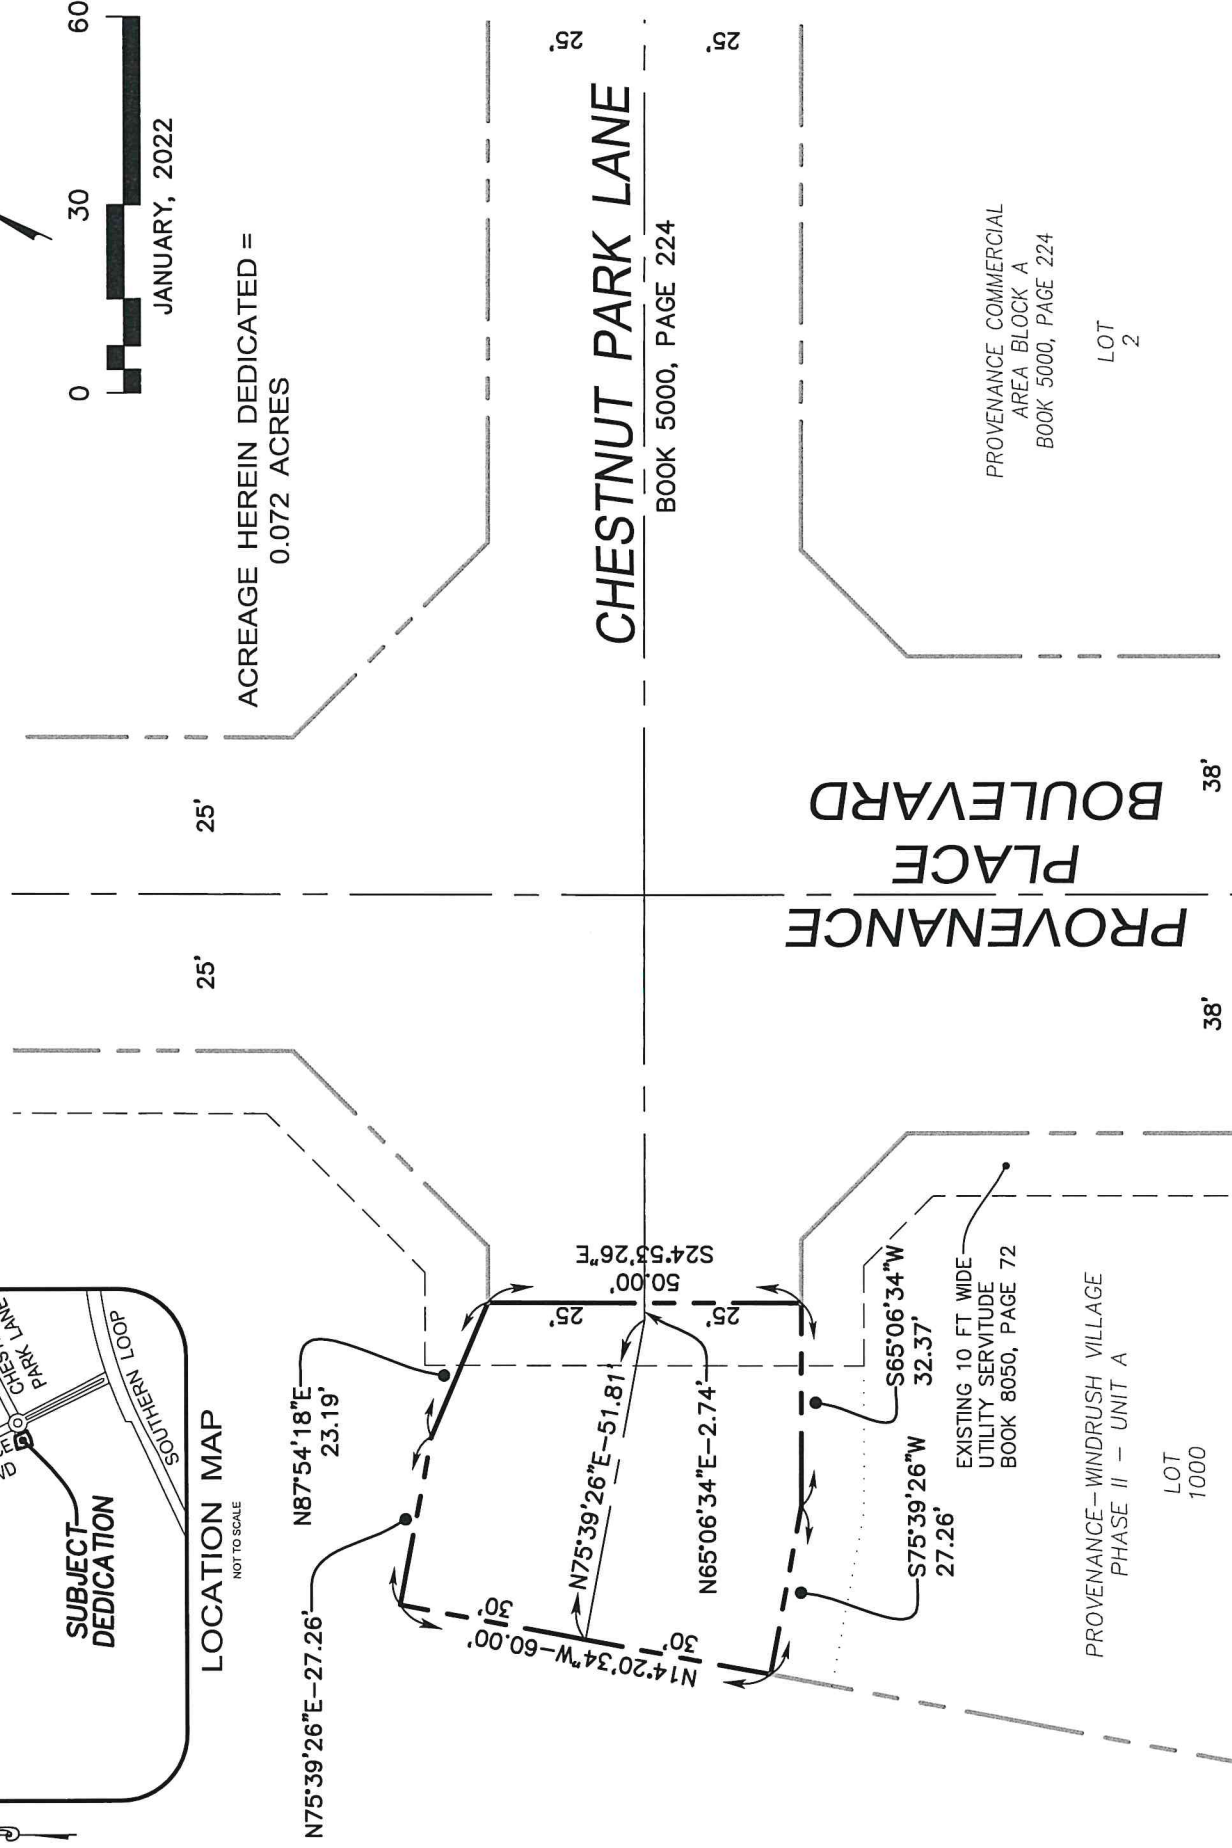 0
30
60
JANUARY, 2022
ACREAGE HEREIN DEDICATED =
0.072 ACRES
CHESTNUT PARK LANE
BOOK 5000, PAGE 224
25'
25'
25'
25'
PROVENANCE
PLACE
BOULEVARD
38'
38'
PROVENANCE COMMERCIAL
AREA BLOCK A
BOOK 5000, PAGE 224
LOT
2
PARK LANE
SOUTHERN LOOP
SUBJECT
DEDICATION
LOCATION MAP
NOT TO SCALE
N87°54'18"E
23.19'
N75°39'26"E-27.26'
S24°53'26"E
50.00'
25'
25'
N75°39'26"E-51.81'
N65°06'34"E-2.74'
N14°20'34"W-60.00'
30'
30'
S65°06'34"W
32.37'
S75°39'26"W
27.26'
EXISTING 10 FT WIDE
UTILITY SERVITUDE
BOOK 8050, PAGE 72
PROVENANCE-WINDRUSH VILLAGE
PHASE II - UNIT A
LOT
1000